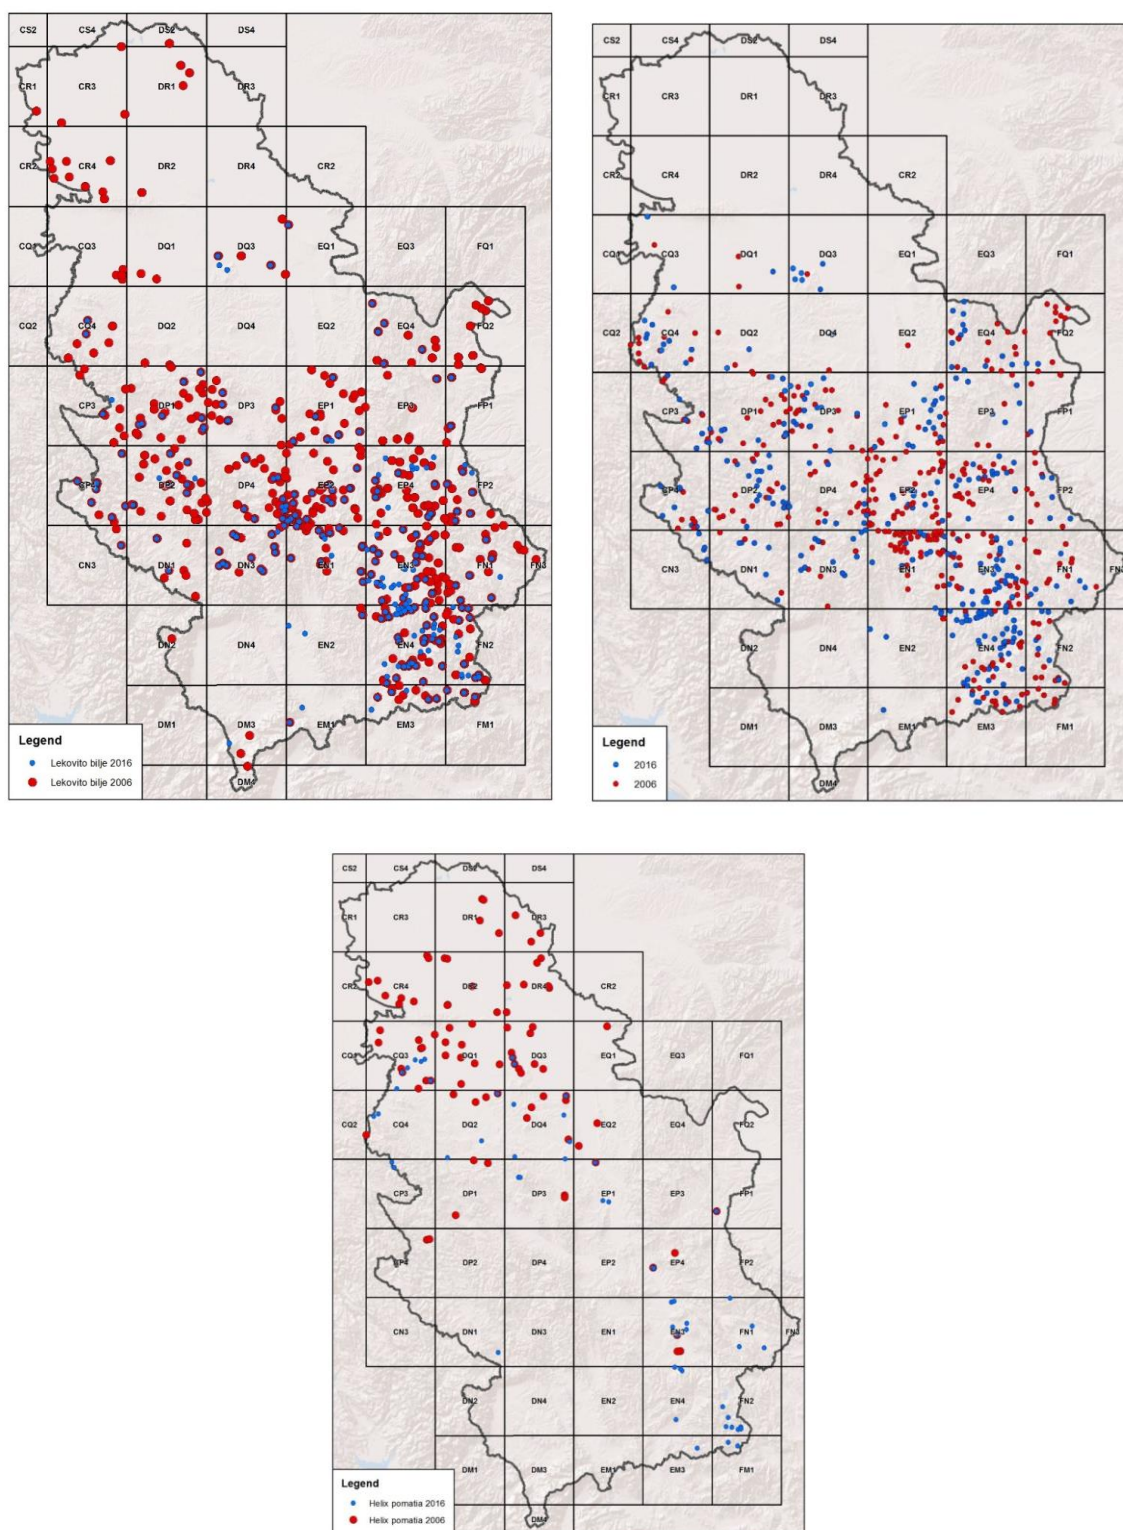 CS2 CS4 DS2 DS4
CR1 CR3 DR1 DR3
CR2 CR4 DR2 DR4 CR2
CQ1 CQ3 DQ1 DQ3 EQ1 EQ3 FQ1
CQ2 CQ4 DQ2 DQ4 EQ2 EQ4 FQ2
CP3 DP1 DP3 EP1 EP3 FP1
CP4 DP2 DP4 EP2 EP4 FP2
CN3 DN1 DN3 EN1 EN3 FN1 FN3
DN2 DN4 EN2 EN4 FN2
DM1 DM3 EM1 EM3 FM1
DM4
Legend
Lekovito bilje 2016
Lekovito bilje 2006
CS2 CS4 DS2 DS4
CR1 CR3 DR1 DR3
CR2 CR4 DR2 DR4 CR2
CQ1 CQ3 DQ1 DQ3 EQ1 EQ3 FQ1
CQ2 CQ4 DQ2 DQ4 EQ2 EQ4 FQ2
CP3 DP1 DP3 EP1 EP3 FP1
CP4 DP2 DP4 EP2 EP4 FP2
CN3 DN1 DN3 EN1 EN3 FN1 FN3
DN2 DN4 EN2 EN4 FN2
DM1 DM3 EM1 EM3 FM1
DM4
Legend
2016
2006
CS2 CS4 DS2 DS4
CR1 CR3 DR1 DR3
CR2 CR4 DR2 DR4 CR2
CQ1 CQ3 DQ1 DQ3 EQ1 EQ3 FQ1
CQ2 CQ4 DQ2 DQ4 EQ2 EQ4 FQ2
CP3 DP1 DP3 EP1 EP3 FP1
CP4 DP2 DP4 EP2 EP4 FP2
CN3 DN1 DN3 EN1 EN3 FN1 FN3
DN2 DN4 EN2 EN4 FN2
DM1 DM3 EM1 EM3 FM1
DM4
Legend
Helix pomatia 2016
Helix pomatia 2006